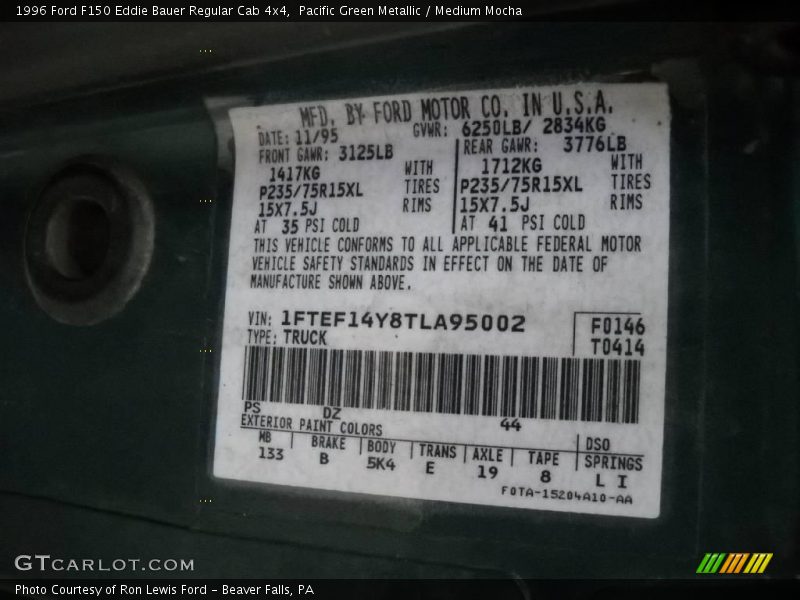 1996 Ford F150 Eddie Bauer Regular Cab 4x4,  Pacific Green Metallic / Medium Mocha
MFD. BY FORD MOTOR CO. IN U.S.A.
DATE: 11/95 GVWR: 6250LB/ 2834KG
FRONT GAWR: 3125LB REAR GAWR: 3776LB
1417KG WITH 1712KG WITH
P235/75R15XL TIRES P235/75R15XL TIRES
15X7.5J RIMS 15X7.5J RIMS
AT 35 PSI COLD AT 41 PSI COLD
THIS VEHICLE CONFORMS TO ALL APPLICABLE FEDERAL MOTOR
VEHICLE SAFETY STANDARDS IN EFFECT ON THE DATE OF
MANUFACTURE SHOWN ABOVE.
VIN: 1FTEF14Y8TLA95002 F0146
TYPE: TRUCK T0414
PS DZ 44
EXTERIOR PAINT COLORS DSO
WB BRAKE BODY TRANS AXLE TAPE SPRINGS
133 B 5K4 E 19 8 L I
F0TA-15204A10-AA
GTCARLOT.COM
Photo Courtesy of Ron Lewis Ford - Beaver Falls, PA